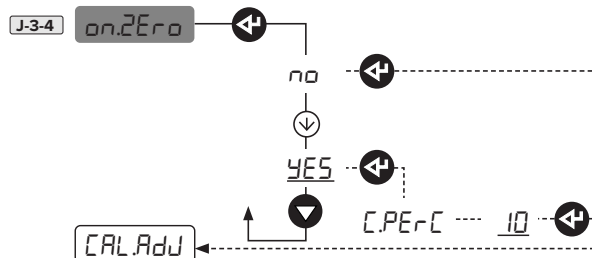 J-3-4 on.ZEro
no
YES
C.PErC 10
CAL.AdJ